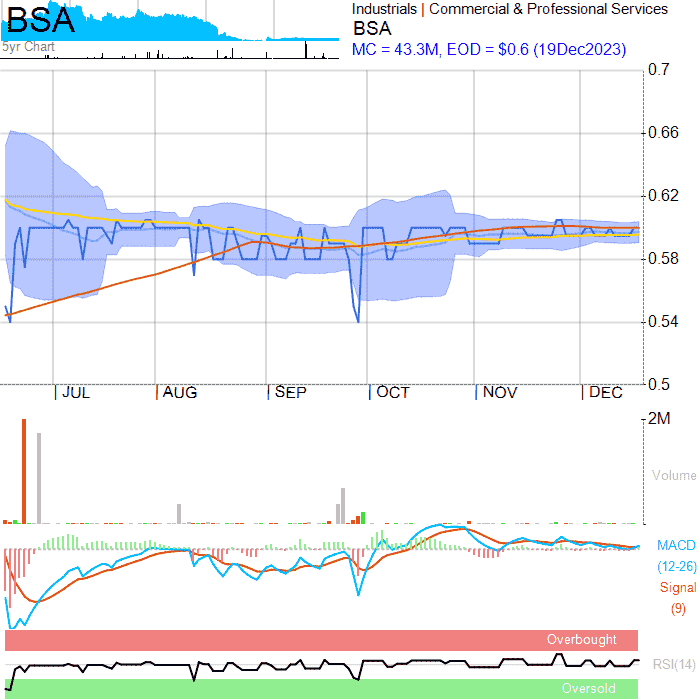 BSA
5yr Chart
Industrials | Commercial & Professional Services
BSA
MC = 43.3M, EOD = $0.6 (19Dec2023)
0.7
0.66
0.62
0.58
0.54
0.5
JUL AUG SEP OCT NOV DEC
2M
Volume
MACD
(12-26)
Signal
(9)
Overbought
RSI(14)
Oversold